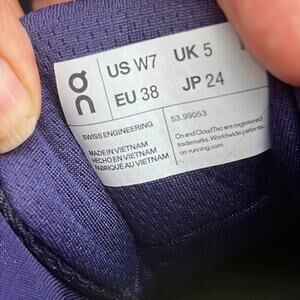 on
US W7 UK 5
EU 38 JP 24
SWISS ENGINEERING
MADE IN VIETNAM
HECHO EN VIETNAM
FABRIQUÉ AU VIETNAM
53.99053
On and CloudTec are registered
trademarks. Worldwide patents.
on-running.com